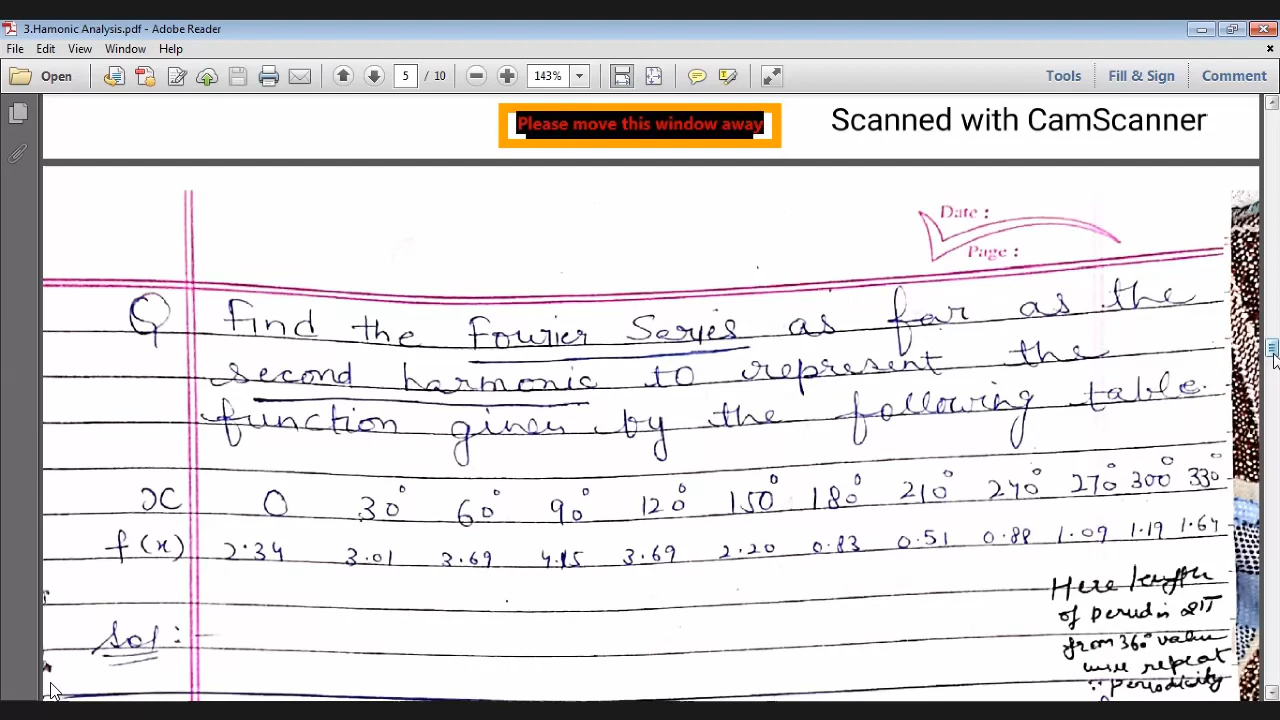 3.Hamonic Analysis.pdf - Adobe Reader
File Edit View Window Help
Open 5 / 10 143% Tools Fill & Sign Comment
Please move this window away
Scanned with CamScanner
Date :
Page :
Q Find the Fourier Series as far as the
second harmonic to represent the
function given by the following table.
x 0 30° 60° 90° 120° 150° 180° 210° 240° 270° 300° 330°
f(x) 2.34 3.01 3.69 4.15 3.69 2.20 0.83 0.51 0.88 1.09 1.19 1.64
Here length
of period is 2π
from 360° value
will repeat
∵ Periodicity
Sol :-